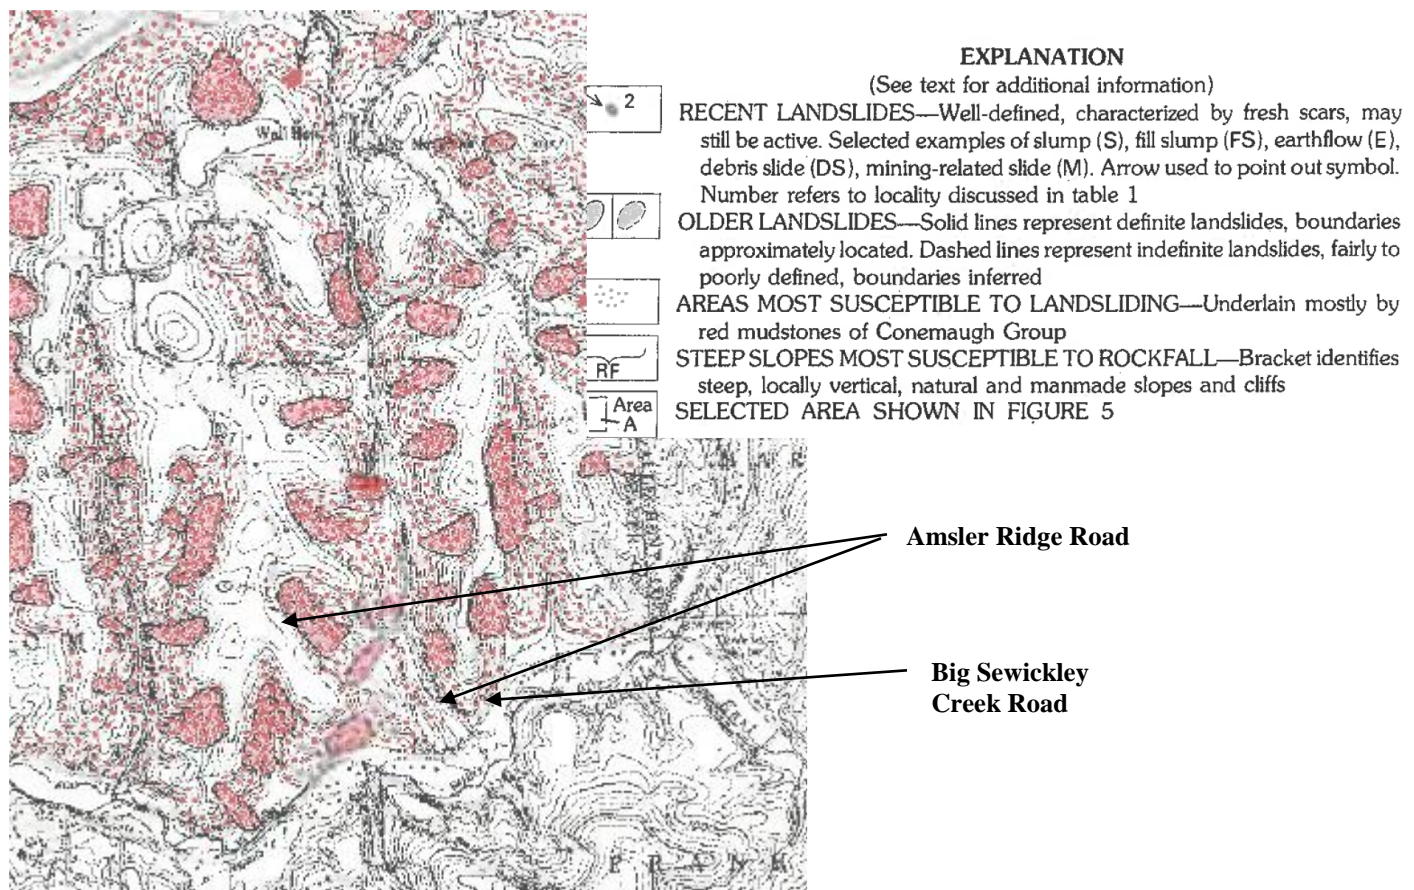 EXPLANATION
(See text for additional information)
2
RECENT LANDSLIDES—Well-defined, characterized by fresh scars, may
still be active. Selected examples of slump (S), fill slump (FS), earthflow (E),
debris slide (DS), mining-related slide (M). Arrow used to point out symbol.
Number refers to locality discussed in table 1
OLDER LANDSLIDES—Solid lines represent definite landslides, boundaries
approximately located. Dashed lines represent indefinite landslides, fairly to
poorly defined, boundaries inferred
AREAS MOST SUSCEPTIBLE TO LANDSLIDING—Underlain mostly by
red mudstones of Conemaugh Group
RF
STEEP SLOPES MOST SUSCEPTIBLE TO ROCKFALL—Bracket identifies
steep, locally vertical, natural and manmade slopes and cliffs
Area
A
SELECTED AREA SHOWN IN FIGURE 5
Amsler Ridge Road
Big Sewickley
Creek Road
F R A N K